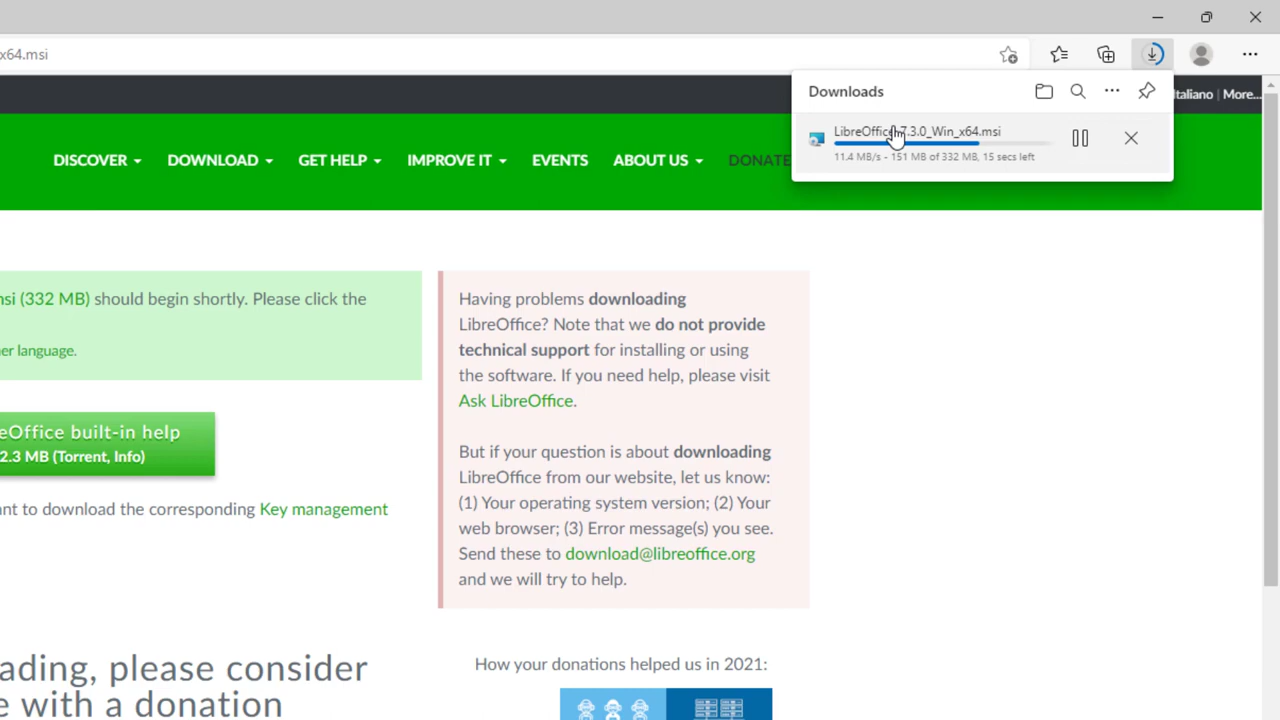 x64.msi
Downloads
Italiano | More...
LibreOffice_7.3.0_Win_x64.msi
11.4 MB/s - 151 MB of 332 MB, 15 secs left
DISCOVER DOWNLOAD GET HELP IMPROVE IT EVENTS ABOUT US DONATE
msi (332 MB) should begin shortly. Please click the
er language.
Having problems downloading
LibreOffice? Note that we do not provide
technical support for installing or using
the software. If you need help, please visit
Ask LibreOffice.
But if your question is about downloading
LibreOffice from our website, let us know:
(1) Your operating system version; (2) Your
web browser; (3) Error message(s) you see.
Send these to download@libreoffice.org
and we will try to help.
eOffice built-in help
2.3 MB (Torrent, Info)
nt to download the corresponding Key management
ading, please consider
e with a donation
How your donations helped us in 2021: